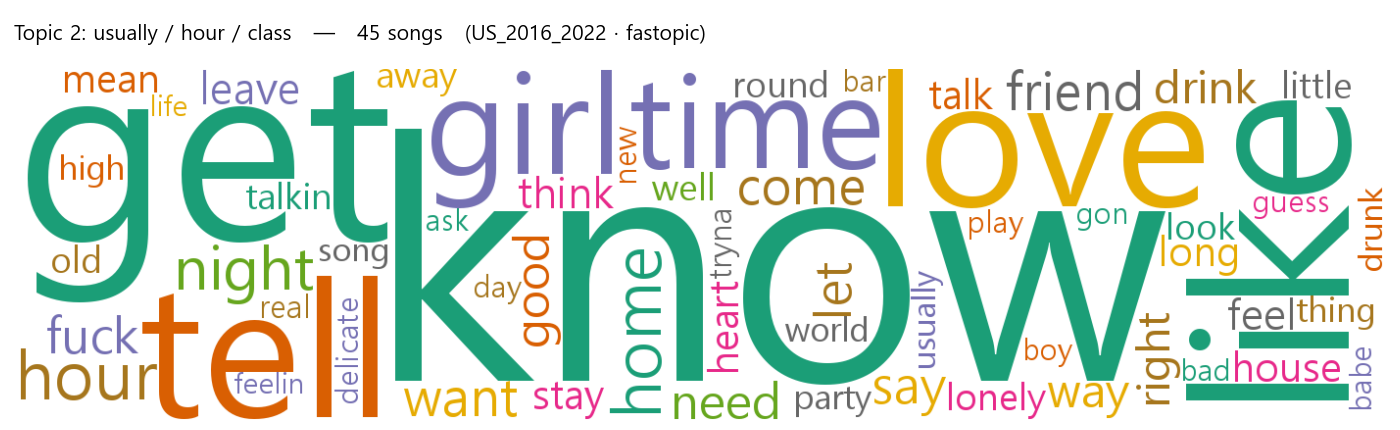 Topic 2: usually / hour / class — 45 songs (US_2016_2022 · fastopic)
mean
life
leave
away
girl
time
round
bar
love
talk
friend
drink
little
like
get
high
talkin
know
ask
think
new
well
come
play
gon
look
long
guess
drunk
old
night
song
real
day
good
home
heart
tryna
let
world
usually
boy
right
feel
thing
bad
house
babe
fuck
hour
tell
feelin
delicate
want
stay
need
party
say
lonely
way